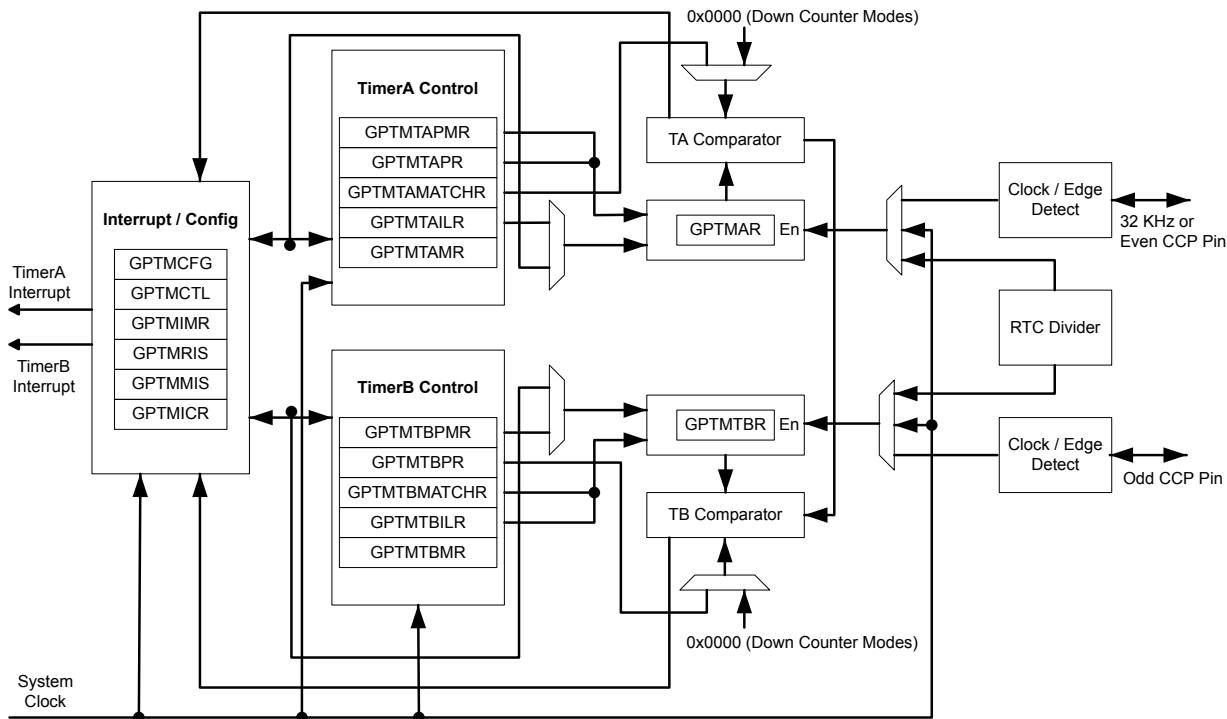 0x0000 (Down Counter Modes)
TimerA Control
GPTMTAPMR
GPTMTAPR
GPTMTAMATCHR
GPTMTAILR
GPTMTAMR
TA Comparator
GPTMAR
En
Clock / Edge
Detect
32 KHz or
Even CCP Pin
Interrupt / Config
GPTMCFG
GPTMCTL
GPTMIMR
GPTMRIS
GPTMMIS
GPTMICR
TimerA
Interrupt
TimerB
Interrupt
RTC Divider
TimerB Control
GPTMTBPMR
GPTMTBPR
GPTMTBMATCHR
GPTMTBILR
GPTMTBMR
GPTMTBR
En
Clock / Edge
Detect
Odd CCP Pin
TB Comparator
0x0000 (Down Counter Modes)
System
Clock